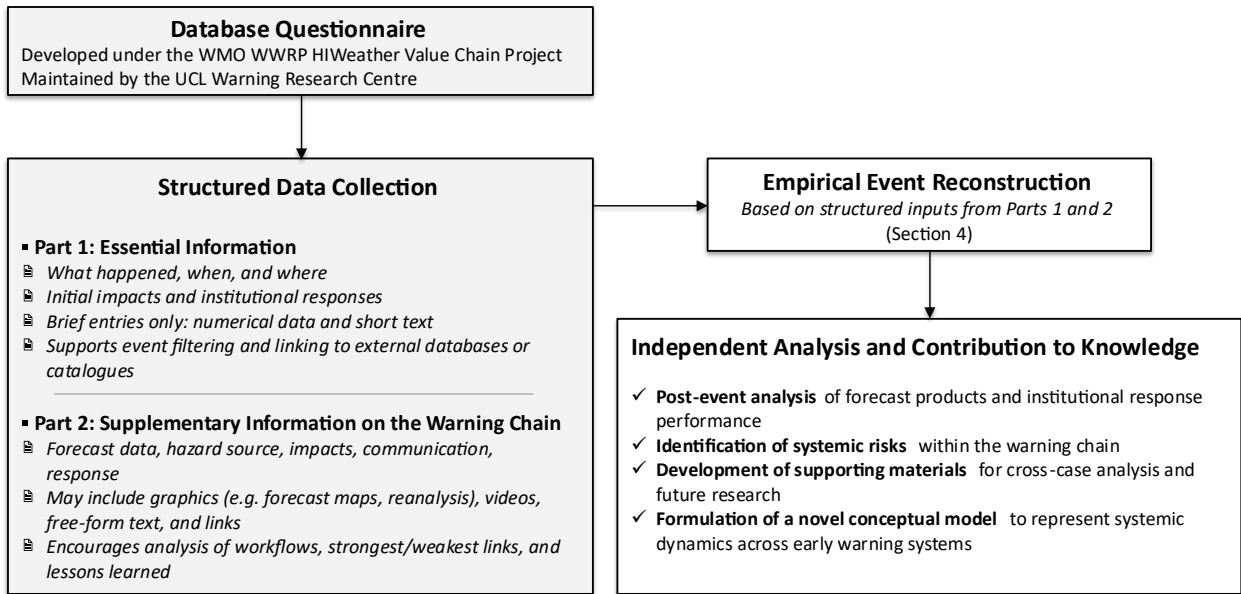 Database Questionnaire
Developed under the WMO WWRP HIWeather Value Chain Project
Maintained by the UCL Warning Research Centre
Structured Data Collection
▪ Part 1: Essential Information
What happened, when, and where
Initial impacts and institutional responses
Brief entries only: numerical data and short text
Supports event filtering and linking to external databases or
catalogues
▪ Part 2: Supplementary Information on the Warning Chain
Forecast data, hazard source, impacts, communication,
response
May include graphics (e.g. forecast maps, reanalysis), videos,
free-form text, and links
Encourages analysis of workflows, strongest/weakest links, and
lessons learned
Empirical Event Reconstruction
Based on structured inputs from Parts 1 and 2
(Section 4)
Independent Analysis and Contribution to Knowledge
✓ Post-event analysis of forecast products and institutional response
performance
✓ Identification of systemic risks within the warning chain
✓ Development of supporting materials for cross-case analysis and
future research
✓ Formulation of a novel conceptual model to represent systemic
dynamics across early warning systems